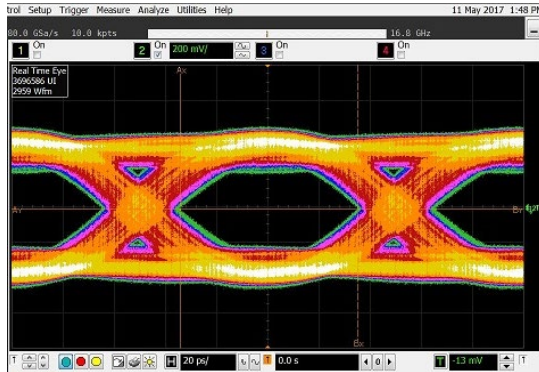 trol Setup Trigger Measure Analyze Utilities Help 11 May 2017 1:48 P
80.0 GSa/s 10.0 kpts 16.8 GHz
1 On 2 On 200 mV/ 3 On 4 On
Real Time Eye
3696586 UI
2959 Wfm
Ax
Ay
By
Bx
H 20 ps/ T 0.0 s 0 T -13 mV